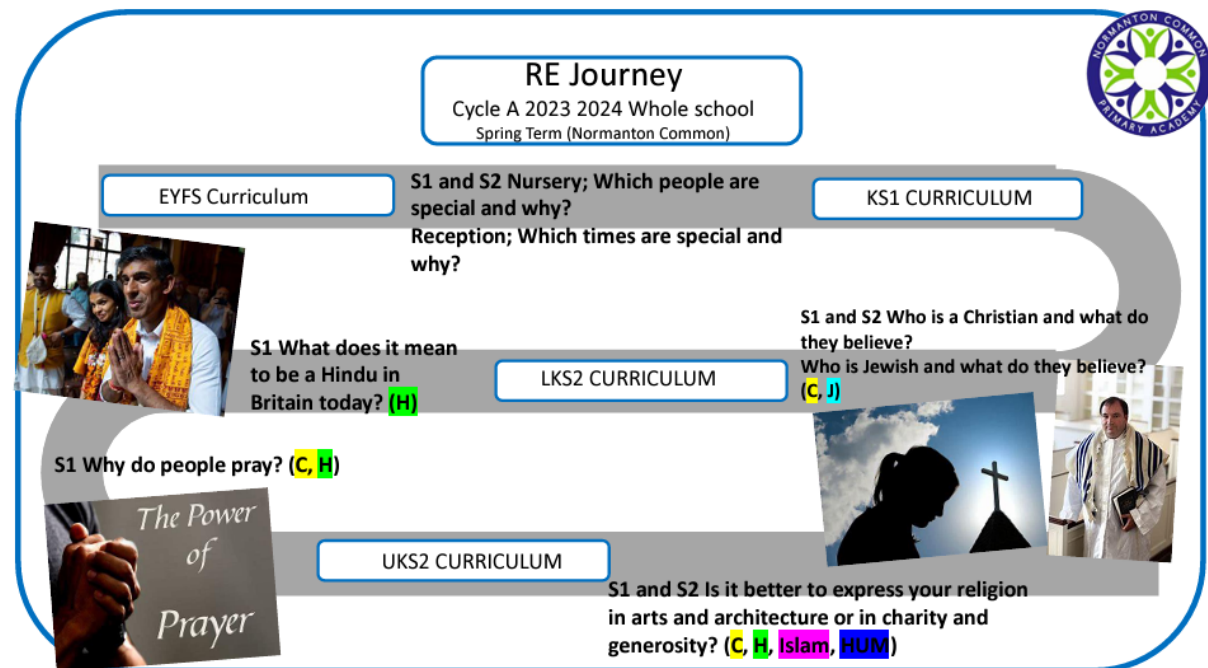 NORMANTON COMMON
PRIMARY ACADEMY
RE Journey
Cycle A 2023 2024 Whole school
Spring Term (Normanton Common)
EYFS Curriculum
S1 and S2 Nursery; Which people are
special and why?
Reception; Which times are special and
why?
KS1 CURRICULUM
S1 and S2 Who is a Christian and what do
they believe?
Who is Jewish and what do they believe?
(C, J)
LKS2 CURRICULUM
S1 What does it mean
to be a Hindu in
Britain today? (H)
S1 Why do people pray? (C, H)
The Power
of
Prayer
UKS2 CURRICULUM
S1 and S2 Is it better to express your religion
in arts and architecture or in charity and
generosity? (C, H, Islam, HUM)